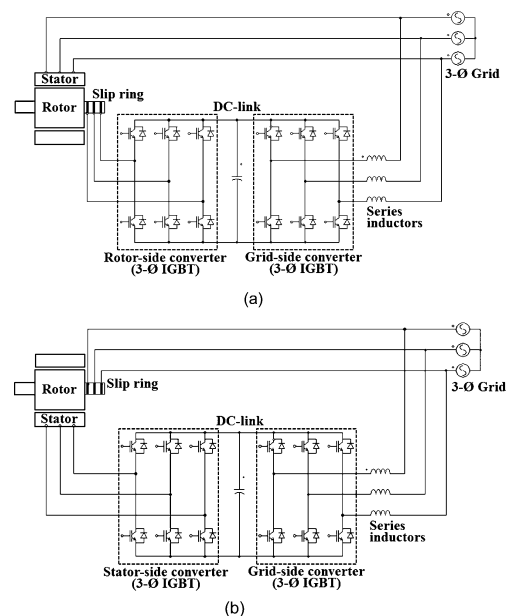 3-Ø Grid
Stator
Slip ring
Rotor
DC-link
Series
inductors
Rotor-side converter
(3-Ø IGBT)
Grid-side converter
(3-Ø IGBT)
(a)
3-Ø Grid
Slip ring
Rotor
Stator
DC-link
Series
inductors
Stator-side converter
(3-Ø IGBT)
Grid-side converter
(3-Ø IGBT)
(b)